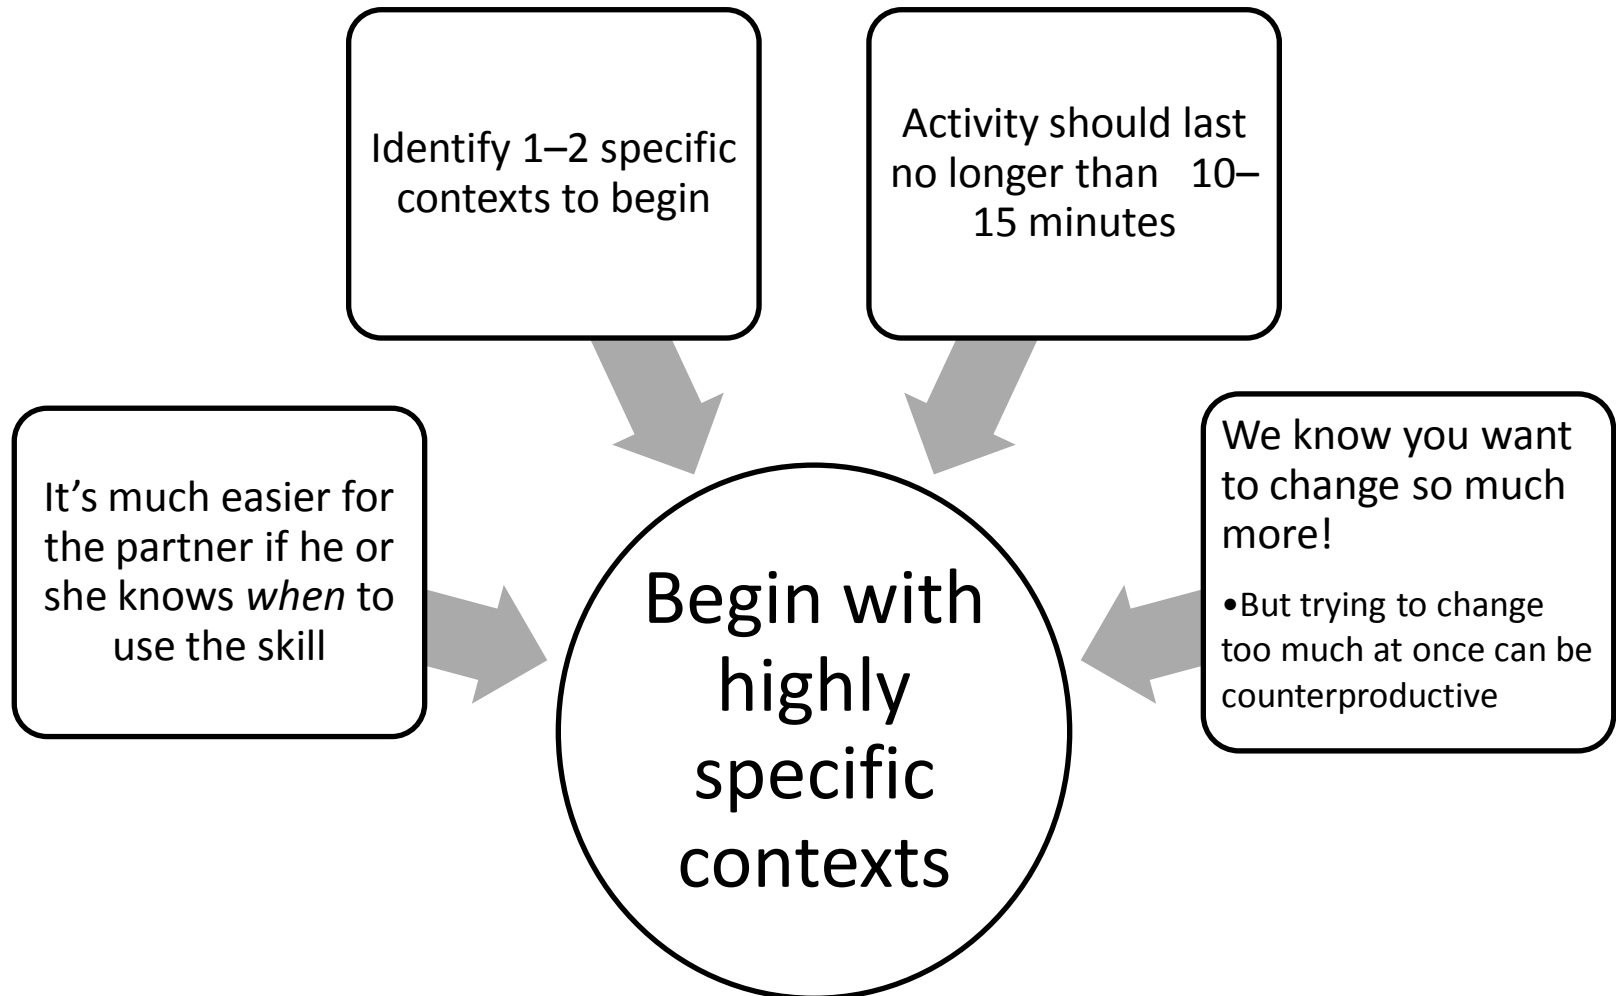 Identify 1–2 specific
contexts to begin
Activity should last
no longer than 10–
15 minutes
It’s much easier for
the partner if he or
she knows when to
use the skill
We know you want
to change so much
more!
•But trying to change
too much at once can be
counterproductive
Begin with
highly
specific
contexts